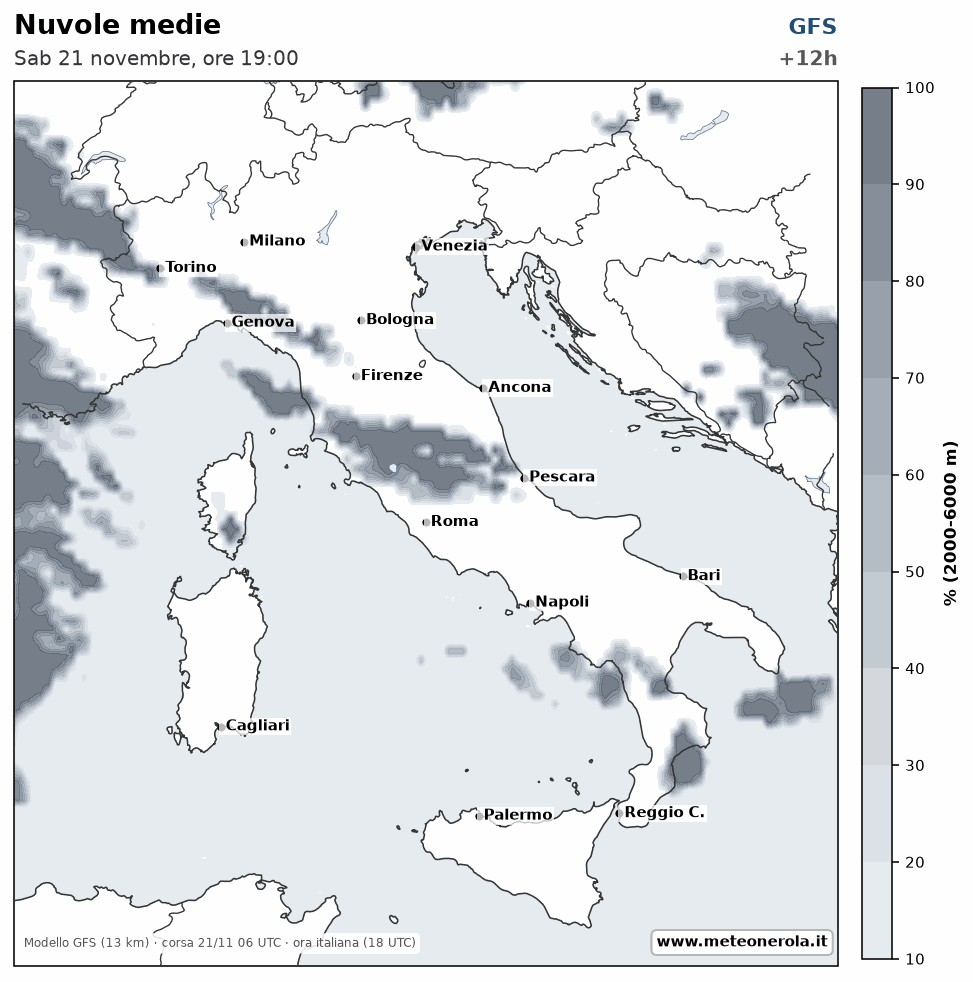 Nuvole medie
GFS
Sab 21 novembre, ore 19:00
+12h
Milano
Venezia
Torino
Bologna
Genova
Firenze
Ancona
Pescara
Roma
Bari
Napoli
Cagliari
Palermo
Reggio C.
Modello GFS (13 km) · corsa 21/11 06 UTC · ora italiana (18 UTC)
www.meteonerola.it
100
90
80
70
60
50
40
30
20
10
% (2000-6000 m)